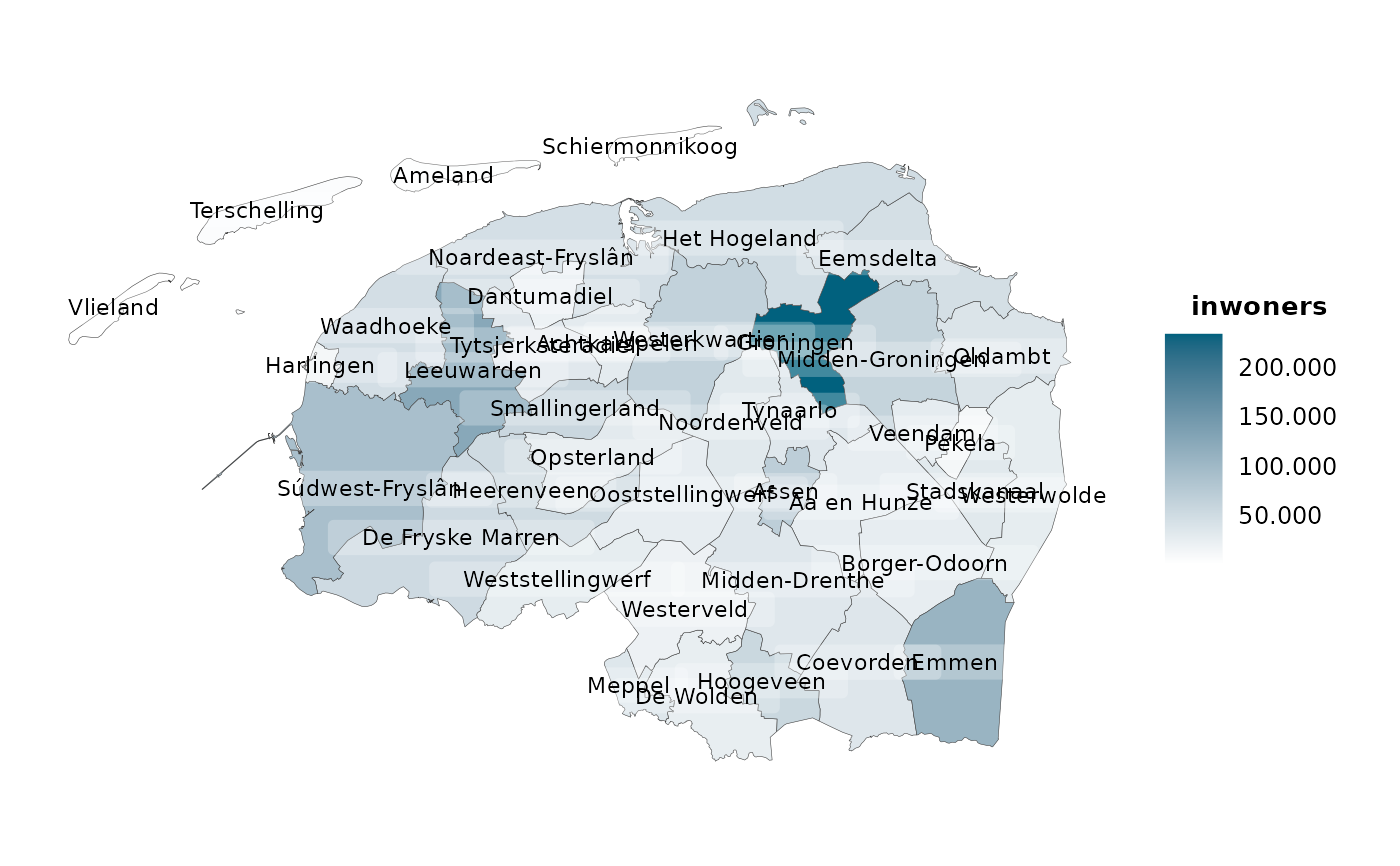 Schiermonnikoog
Ameland
Terschelling
Het Hogeland
Noardeast-Fryslân
Eemsdelta
Dantumadiel
Vlieland
inwoners
Waadhoeke
Westerkwartier
Groningen
Tytsjerksteradiel
Achtkarspelen
Oldambt
Midden-Groningen
Harlingen
200.000
Leeuwarden
Smallingerland
Tynaarlo
150.000
Noordenveld
Veendam
Pekela
Opsterland
100.000
Súdwest-Fryslân
Heerenveen
Ooststellingwerf
Assen
Stadskanaal
Westerwolde
Aa en Hunze
50.000
De Fryske Marren
Borger-Odoorn
Weststellingwerf
Midden-Drenthe
Westerveld
Coevorden
Emmen
Hoogeveen
Meppel
De Wolden